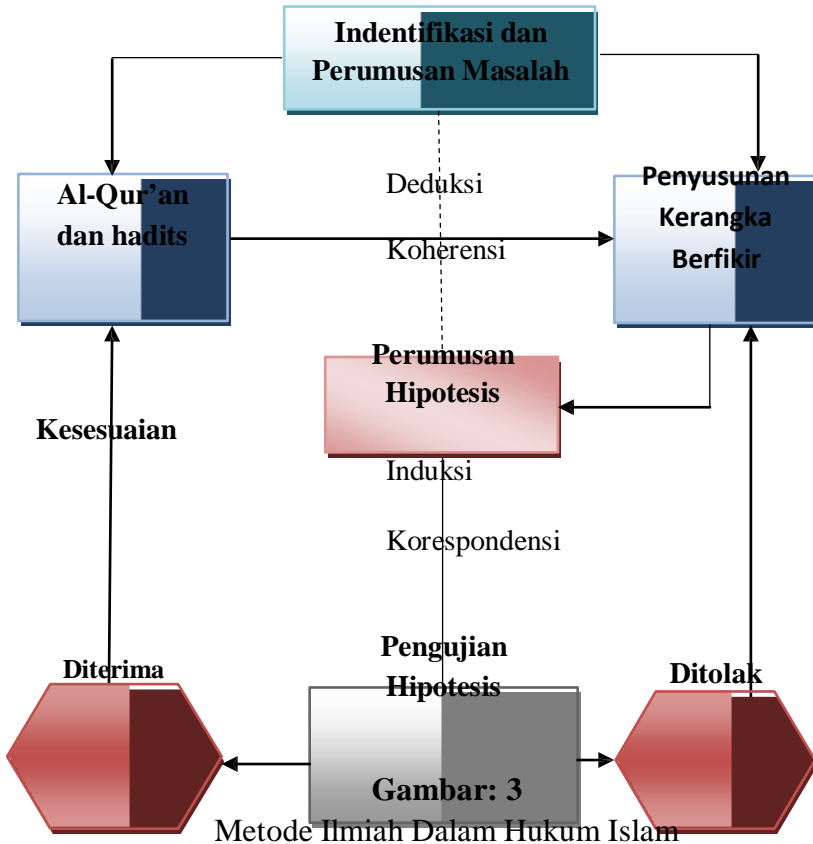 Indentifikasi dan
Perumusan Masalah
Al-Qur’an
dan hadits
Deduksi
Koherensi
Penyusunan
Kerangka
Berfikir
Perumusan
Hipotesis
Kesesuaian
Induksi
Korespondensi
Diterima
Pengujian
Hipotesis
Ditolak
Gambar: 3
Metode Ilmiah Dalam Hukum Islam